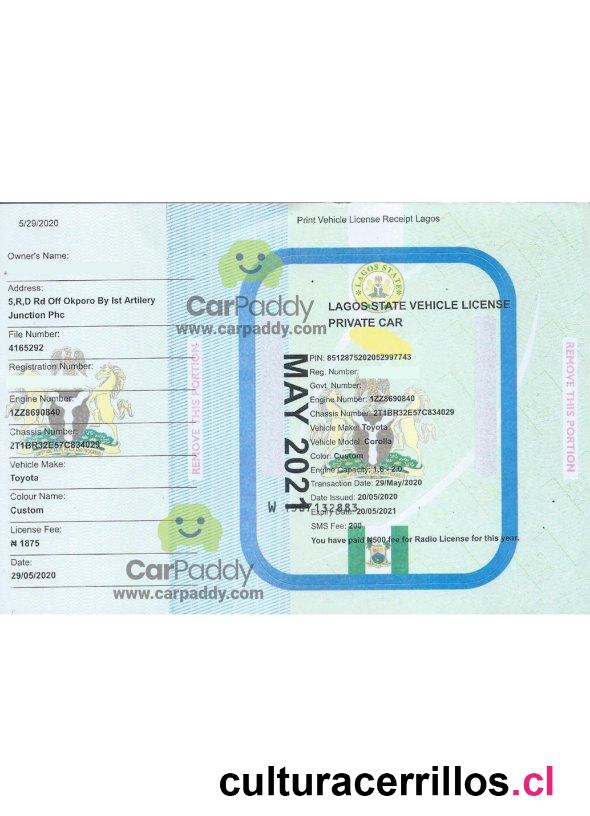 5/29/2020
Owner's Name:
Address:
5,R,D Rd Off Okporo By Ist Artilery
Junction Phc
File Number:
4165292
Registration Number:
Engine Number:
1ZZ8690840
Chassis Number:
2T1BR32E57C834029
Vehicle Make:
Toyota
Colour Name:
Custom
License Fee:
₦ 1875
Date:
29/05/2020
CarPaddy
www.carpaddy.com
CarPaddy
www.carpaddy.com
REMOVE THIS PORTION
Print Vehicle License Receipt Lagos
LAGOS STATE
LAGOS STATE VEHICLE LICENSE
PRIVATE CAR
MAY 2021
PIN: 8512875202052997743
Reg. Number:
Govt. Number:
Engine Number: 1ZZ8690840
Chassis Number: 2T1BR32E57C834029
Vehicle Make: Toyota
Vehicle Model: Corolla
Color: Custom
Engine Capacity: 1.6 - 2.0
Transaction Date: 29/May/2020
Date Issued: 20/05/2020
Expiry Date: 20/05/2021
SMS Fee: 200
You have paid ₦500 fee for Radio License for this year.
REMOVE THIS PORTION
culturacerrillos.cl